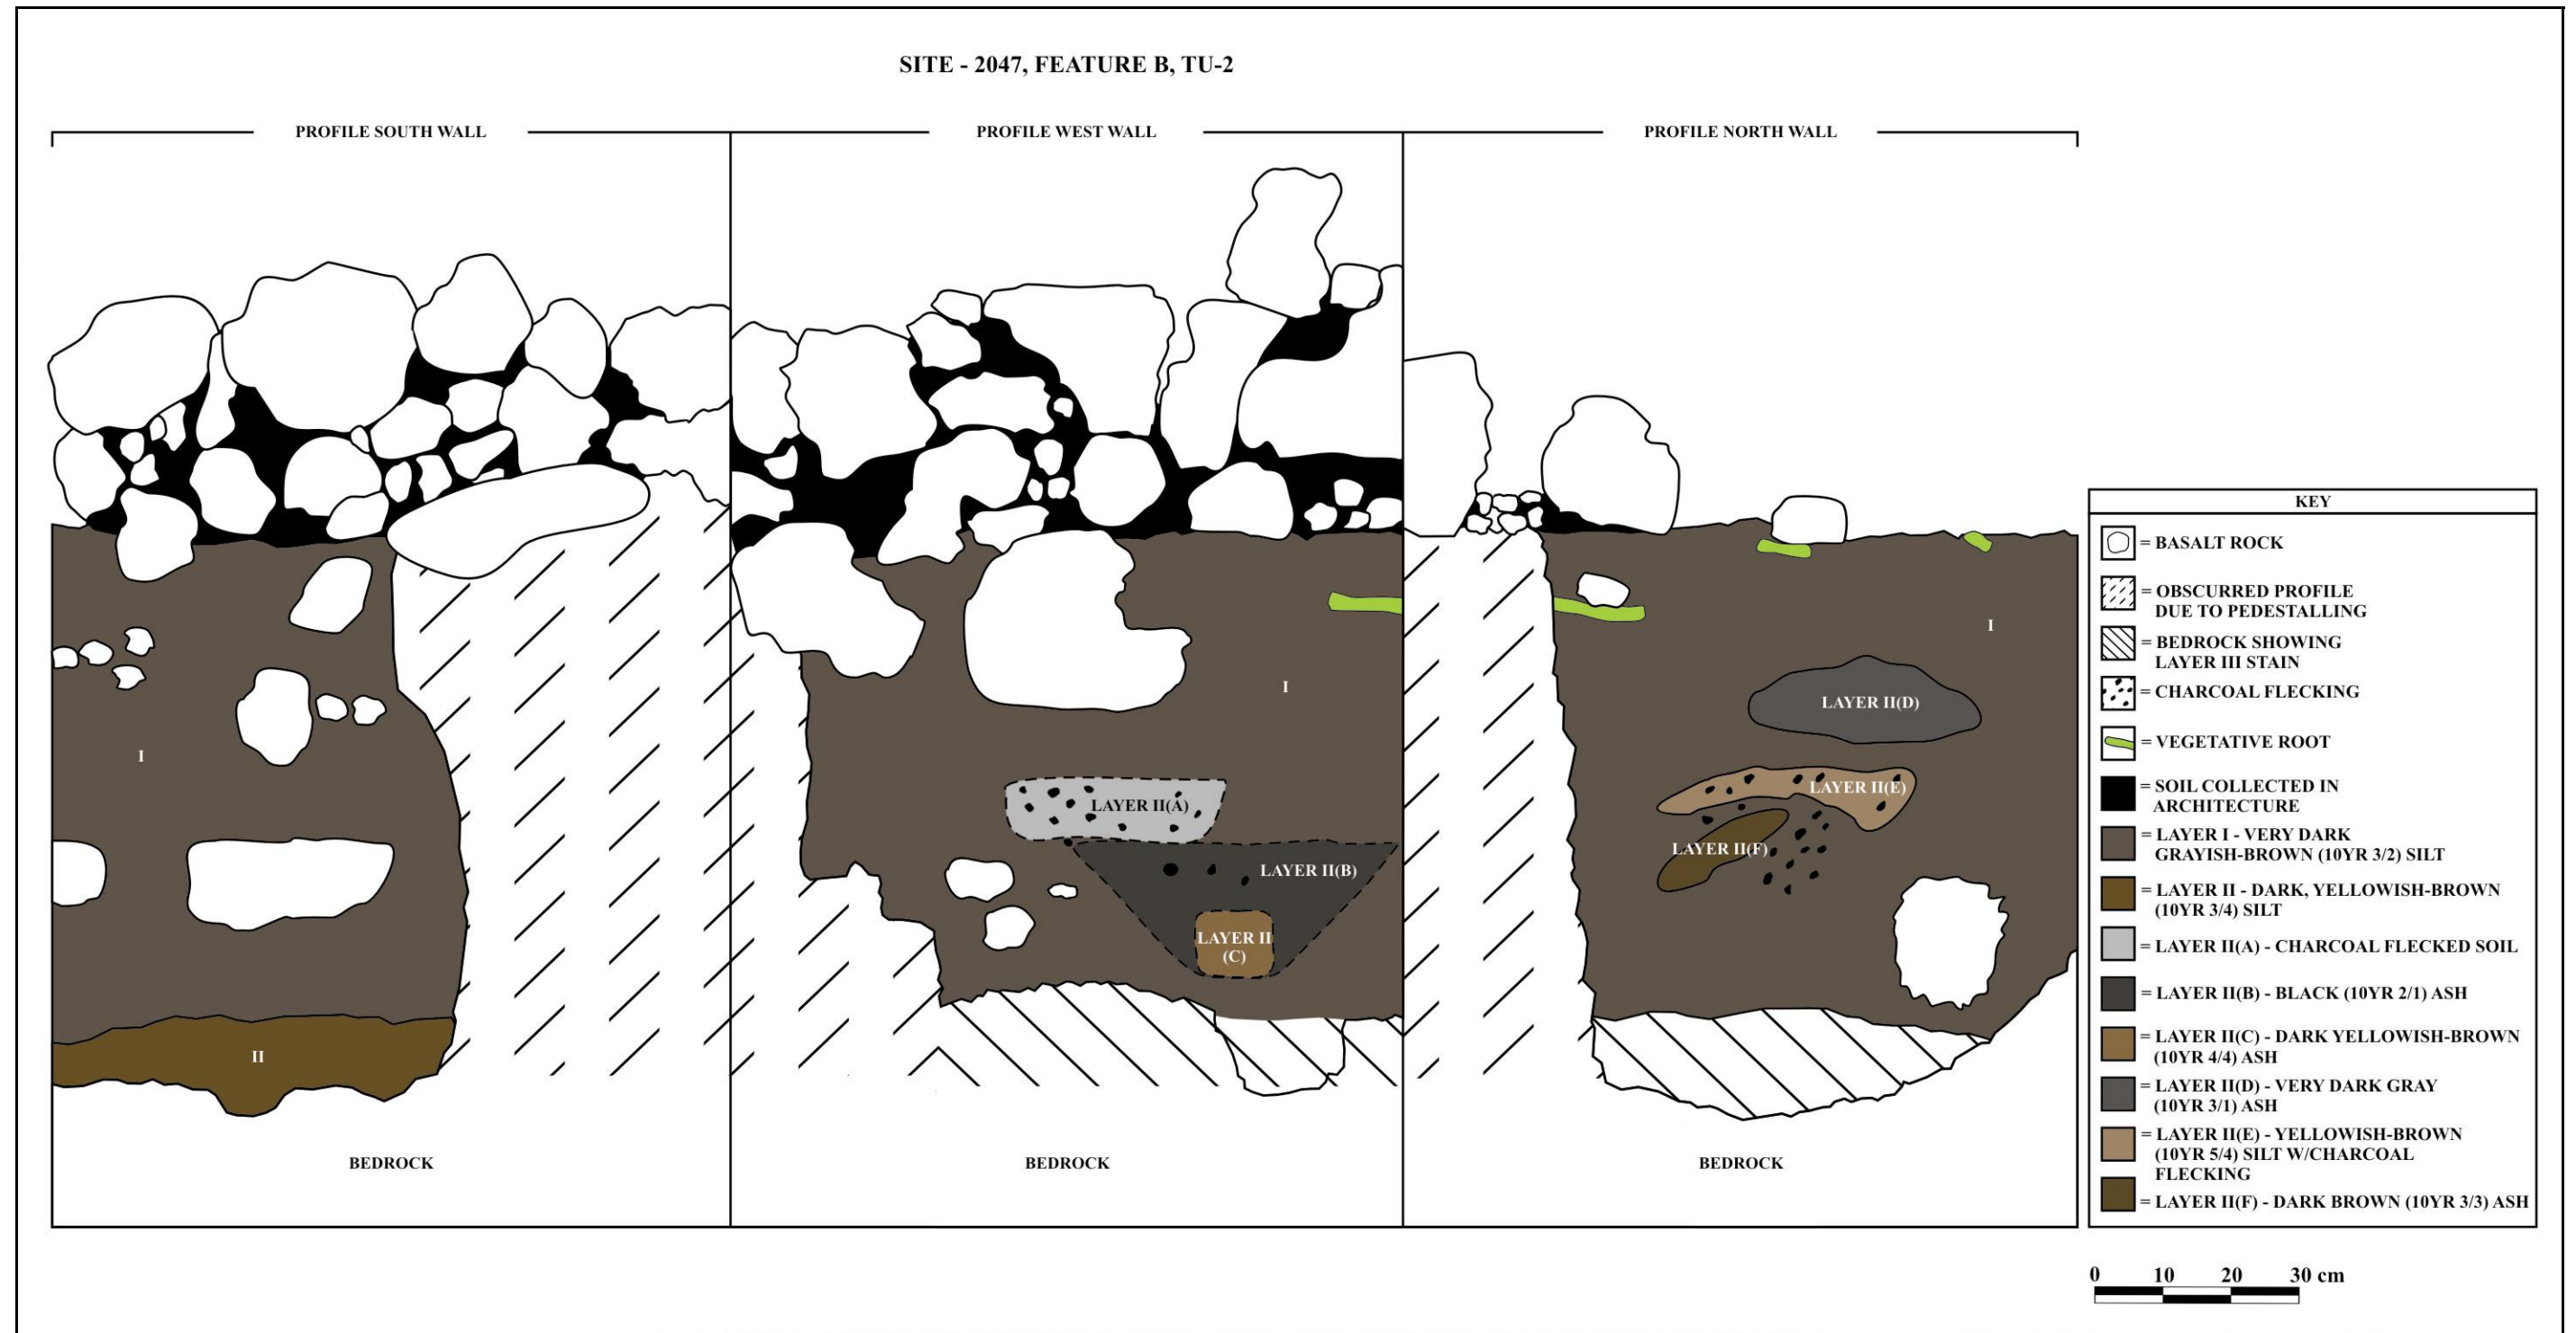 SITE - 2047, FEATURE B, TU-2
PROFILE SOUTH WALL
PROFILE WEST WALL
PROFILE NORTH WALL
I
II
BEDROCK
I
LAYER II(A)
LAYER II(B)
LAYER II
(C)
BEDROCK
I
LAYER II(D)
LAYER II(E)
LAYER II(F)
BEDROCK
KEY
= BASALT ROCK
= OBSCURRED PROFILE
DUE TO PEDESTALLING
= BEDROCK SHOWING
LAYER III STAIN
= CHARCOAL FLECKING
= VEGETATIVE ROOT
= SOIL COLLECTED IN
ARCHITECTURE
= LAYER I - VERY DARK
GRAYISH-BROWN (10YR 3/2) SILT
= LAYER II - DARK, YELLOWISH-BROWN
(10YR 3/4) SILT
= LAYER II(A) - CHARCOAL FLECKED SOIL
= LAYER II(B) - BLACK (10YR 2/1) ASH
= LAYER II(C) - DARK YELLOWISH-BROWN
(10YR 4/4) ASH
= LAYER II(D) - VERY DARK GRAY
(10YR 3/1) ASH
= LAYER II(E) - YELLOWISH-BROWN
(10YR 5/4) SILT W/CHARCOAL
FLECKING
= LAYER II(F) - DARK BROWN (10YR 3/3) ASH
0 10 20 30 cm